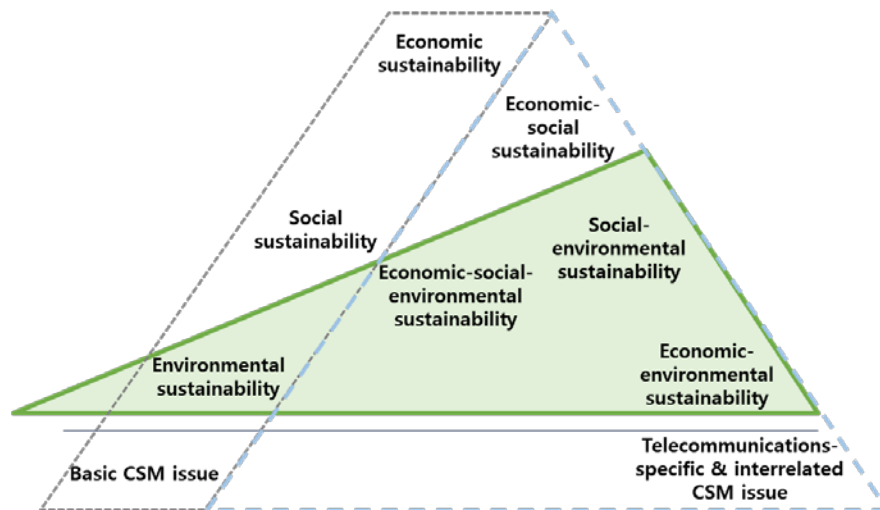 Economic
sustainability
Economic-
social
sustainability
Social
sustainability
Social-
environmental
sustainability
Economic-social-
environmental
sustainability
Environmental
sustainability
Economic-
environmental
sustainability
Basic CSM issue
Telecommunications-
specific & interrelated
CSM issue